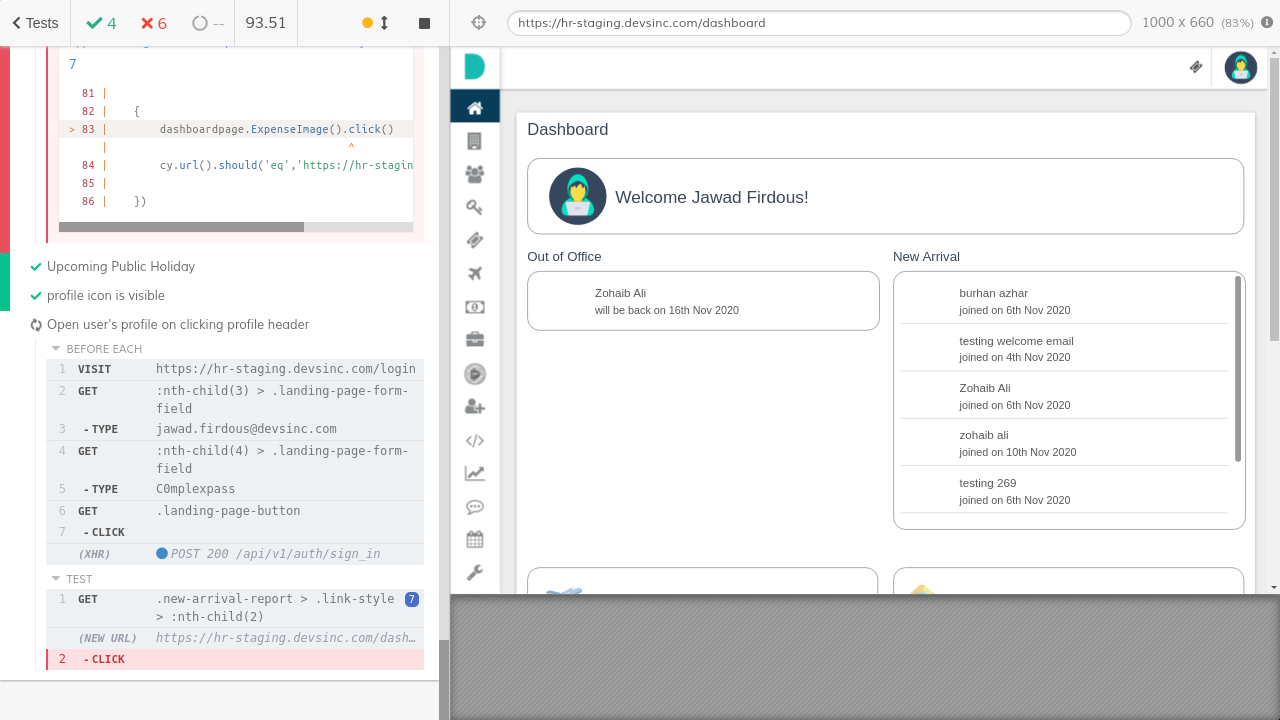 Tests
4
6
--
93.51
https://hr-staging.devsinc.com/dashboard
1000 x 660 (83%)
7
81 |
82 | {
> 83 | dashboardpage.ExpenseImage().click()
| ^
84 | cy.url().should('eq','https://hr-stagin
85 |
86 | })
Upcoming Public Holiday
profile icon is visible
Open user's profile on clicking profile header
BEFORE EACH
1 VISIT https://hr-staging.devsinc.com/login
2 GET :nth-child(3) > .landing-page-form-
field
3 - TYPE jawad.firdous@devsinc.com
4 GET :nth-child(4) > .landing-page-form-
field
5 - TYPE C0mplexpass
6 GET .landing-page-button
7 - CLICK
(XHR) POST 200 /api/v1/auth/sign_in
TEST
1 GET .new-arrival-report > .link-style 7
> :nth-child(2)
(NEW URL) https://hr-staging.devsinc.com/dash…
2 - CLICK
Dashboard
Welcome Jawad Firdous!
Out of Office
Zohaib Ali
will be back on 16th Nov 2020
New Arrival
burhan azhar
joined on 6th Nov 2020
testing welcome email
joined on 4th Nov 2020
Zohaib Ali
joined on 6th Nov 2020
zohaib ali
joined on 10th Nov 2020
testing 269
joined on 6th Nov 2020